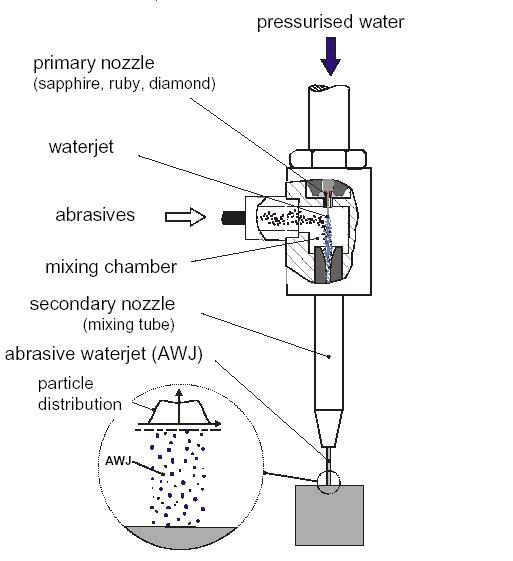 pressurised water
primary nozzle
(sapphire, ruby, diamond)
waterjet
abrasives
mixing chamber
secondary nozzle
(mixing tube)
abrasive waterjet (AWJ)
particle
distribution
AWJ